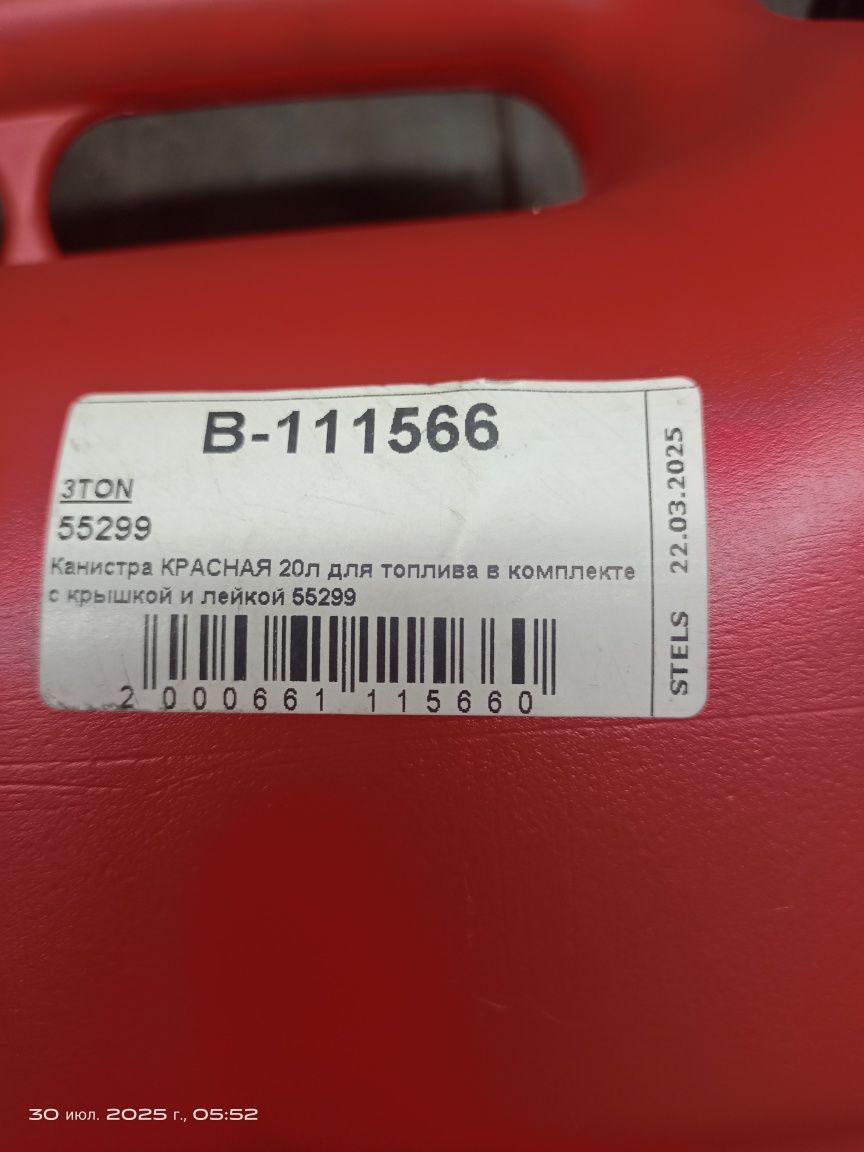 B-111566
3TON
55299
Канистра КРАСНАЯ 20л для топлива в комплекте
с крышкой и лейкой 55299
2 000661 115660
STELS 22.03.2025
30 июл. 2025 г., 05:52